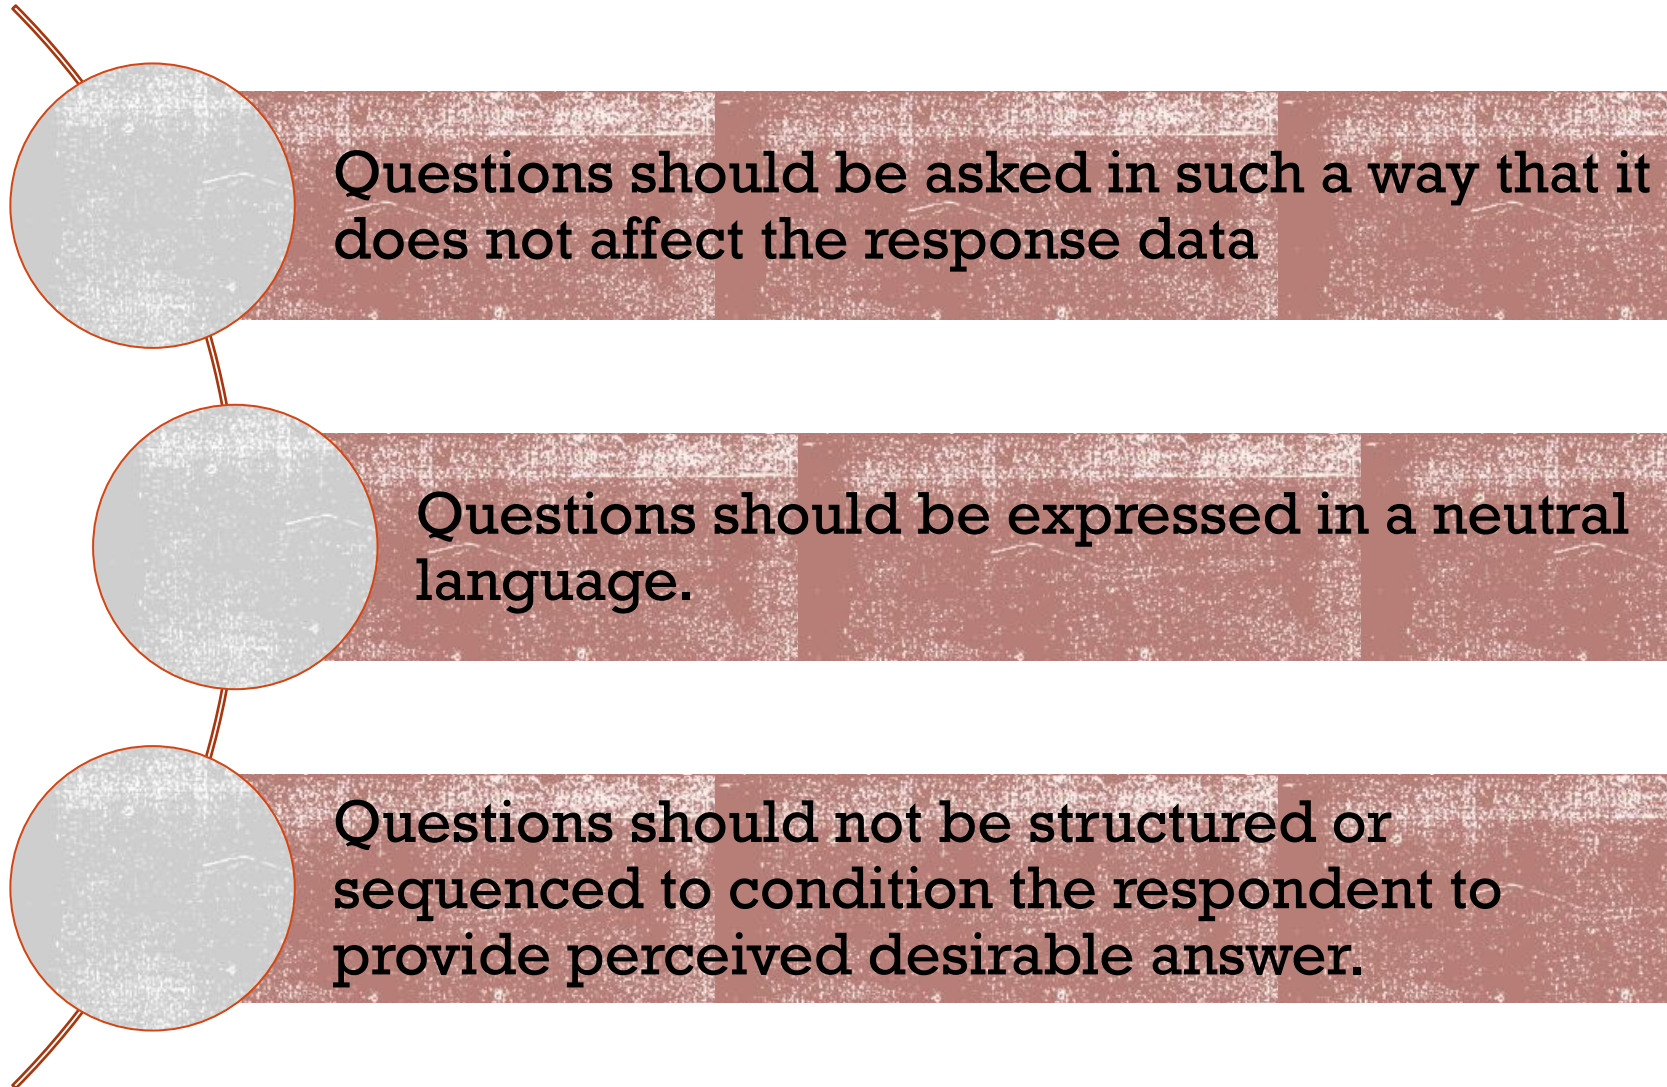 Questions should be asked in such a way that it
does not affect the response data
Questions should be expressed in a neutral
language.
Questions should not be structured or
sequenced to condition the respondent to
provide perceived desirable answer.